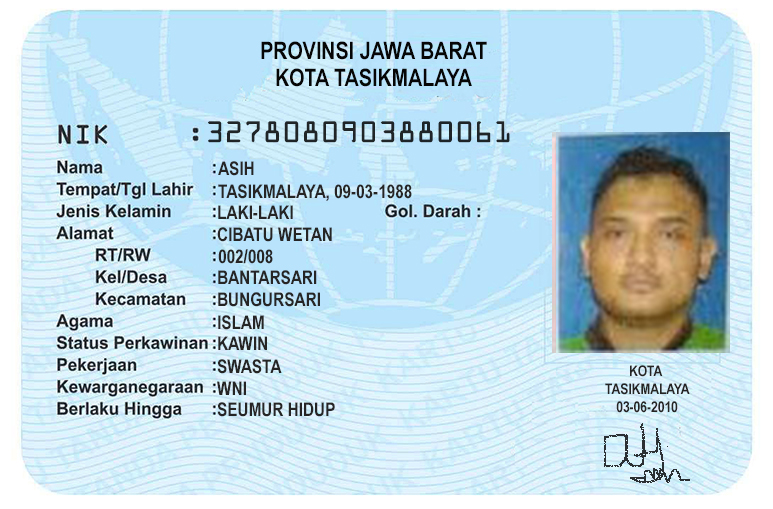 PROVINSI JAWA BARAT
KOTA TASIKMALAYA
NIK :3278080903880061
Nama :ASIH
Tempat/Tgl Lahir :TASIKMALAYA, 09-03-1988
Jenis Kelamin :LAKI-LAKI Gol. Darah :
Alamat :CIBATU WETAN
RT/RW :002/008
Kel/Desa :BANTARSARI
Kecamatan :BUNGURSARI
Agama :ISLAM
Status Perkawinan :KAWIN
Pekerjaan :SWASTA
Kewarganegaraan :WNI
Berlaku Hingga :SEUMUR HIDUP
KOTA
TASIKMALAYA
03-06-2010